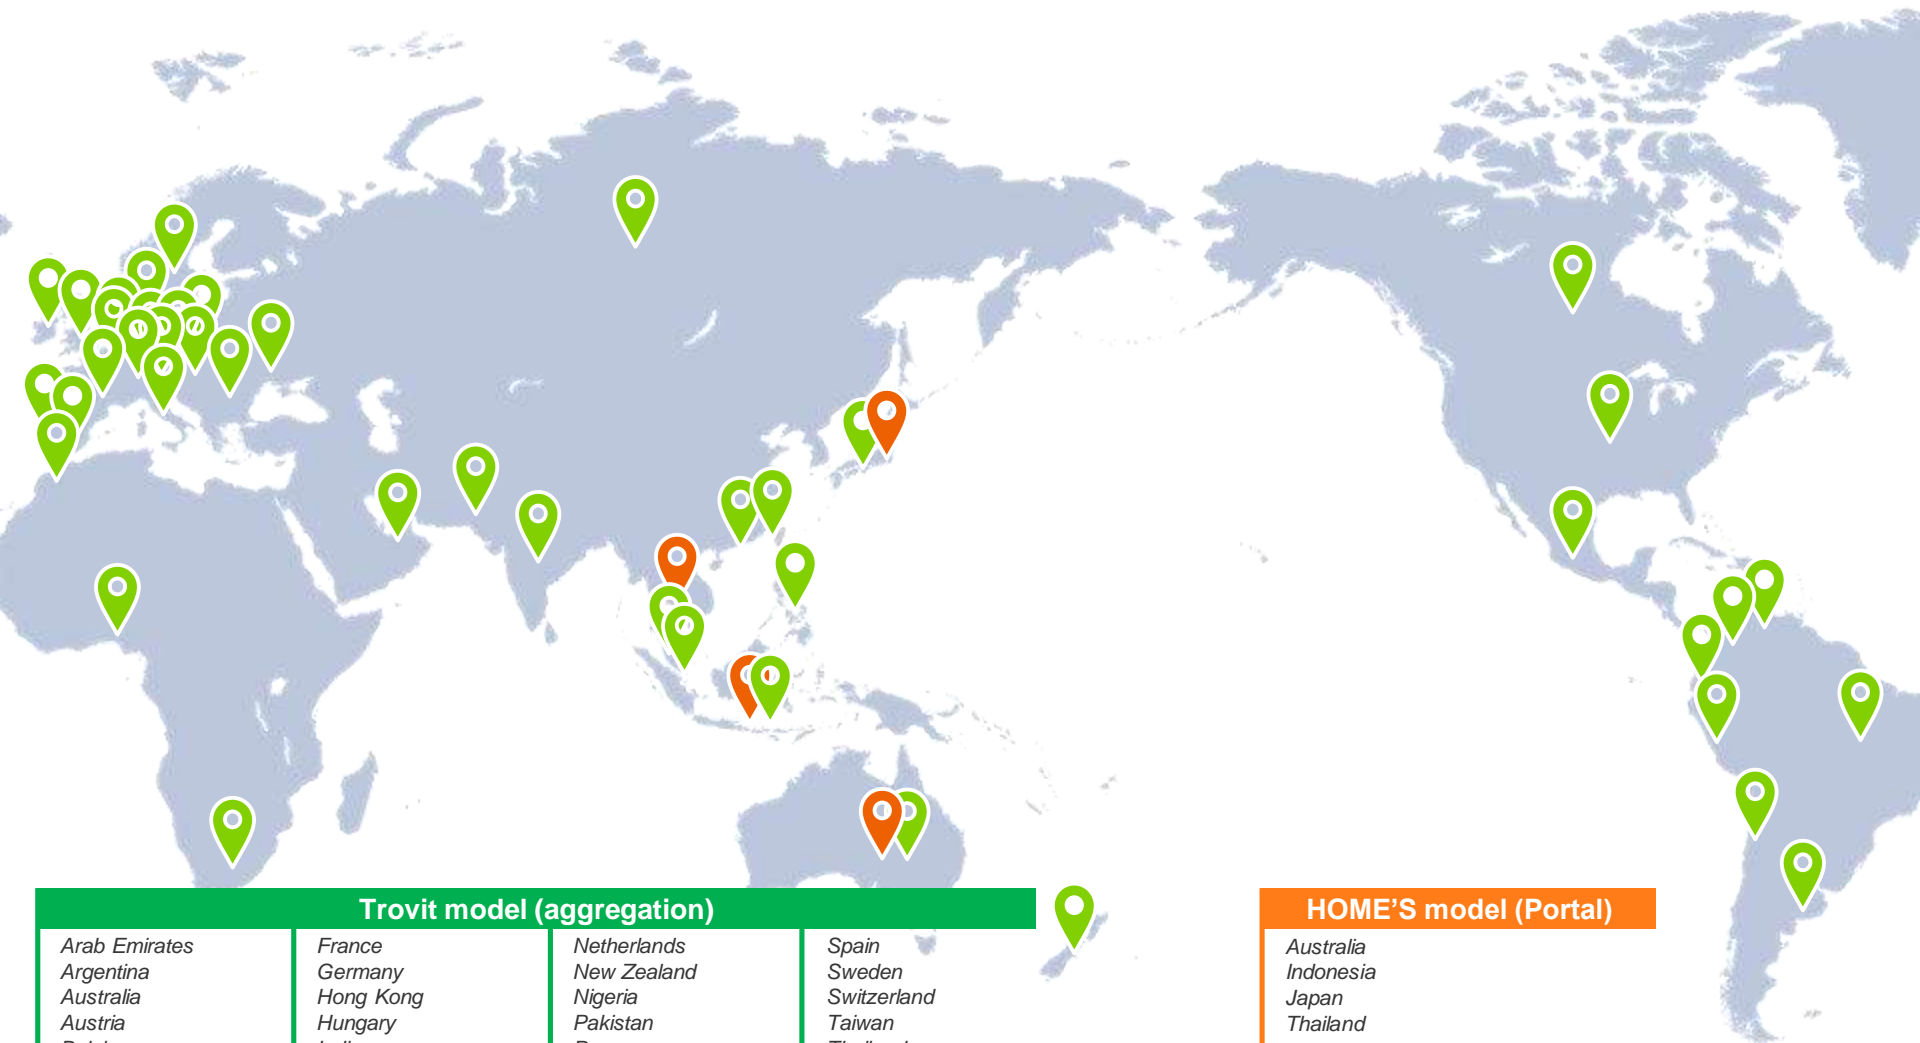 Trovit model (aggregation)
Arab Emirates
Argentina
Australia
Austria
France
Germany
Hong Kong
Hungary
Netherlands
New Zealand
Nigeria
Pakistan
Spain
Sweden
Switzerland
Taiwan
HOME'S model (Portal)
Australia
Indonesia
Japan
Thailand